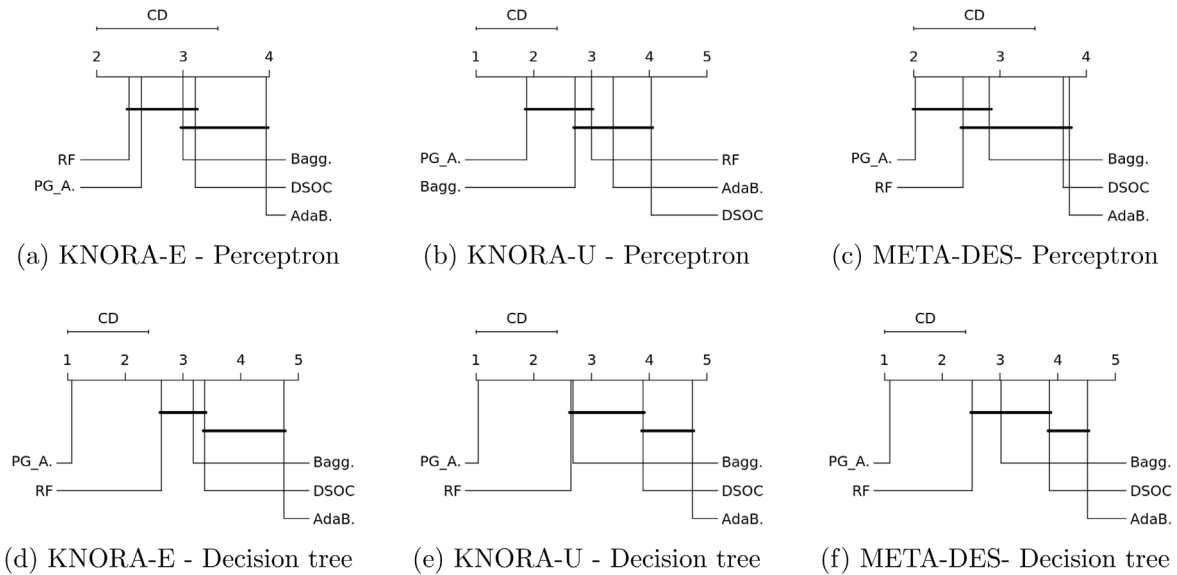 CD CD CD
2 3 4 1 2 3 4 5 2 3 4
RF Bagg. PG_A. RF PG_A. Bagg.
PG_A. DSOC Bagg. AdaB. RF DSOC
AdaB. DSOC AdaB.
(a) KNORA-E - Perceptron (b) KNORA-U - Perceptron (c) META-DES- Perceptron
CD CD CD
1 2 3 4 5 1 2 3 4 5 1 2 3 4 5
PG_A. Bagg. PG_A. Bagg. PG_A. Bagg.
RF DSOC RF DSOC RF DSOC
AdaB. AdaB. AdaB.
(d) KNORA-E - Decision tree (e) KNORA-U - Decision tree (f) META-DES- Decision tree